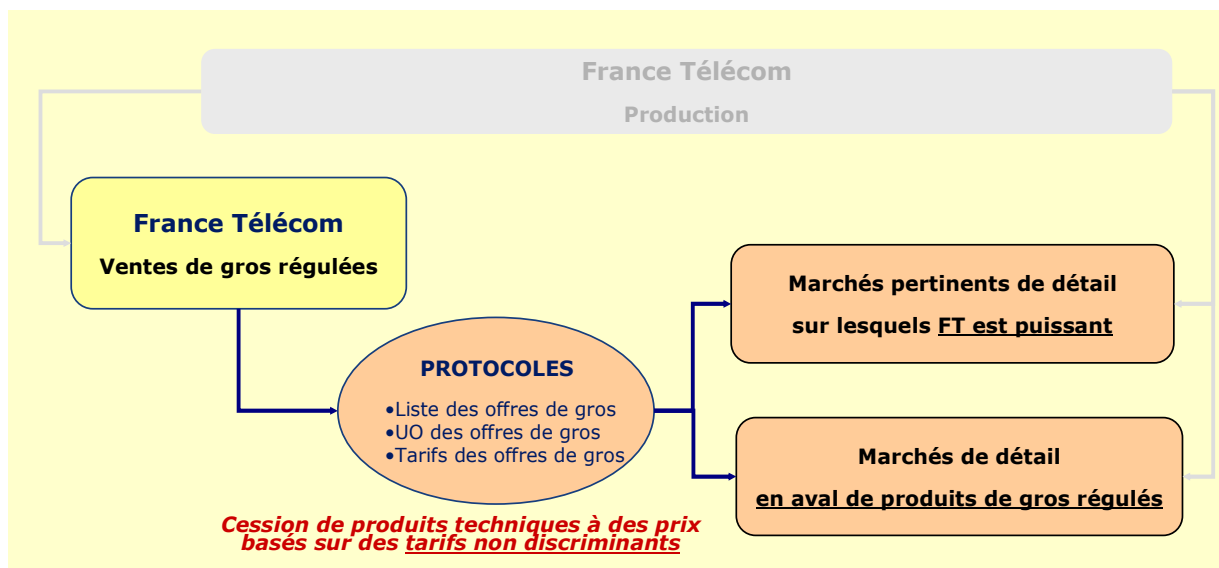 France Télécom
Production
France Télécom
Ventes de gros régulées
Marchés pertinents de détail
sur lesquels FT est puissant
PROTOCOLES
•Liste des offres de gros
•UO des offres de gros
•Tarifs des offres de gros
Marchés de détail
en aval de produits de gros régulés
Cession de produits techniques à des prix
basés sur des tarifs non discriminants